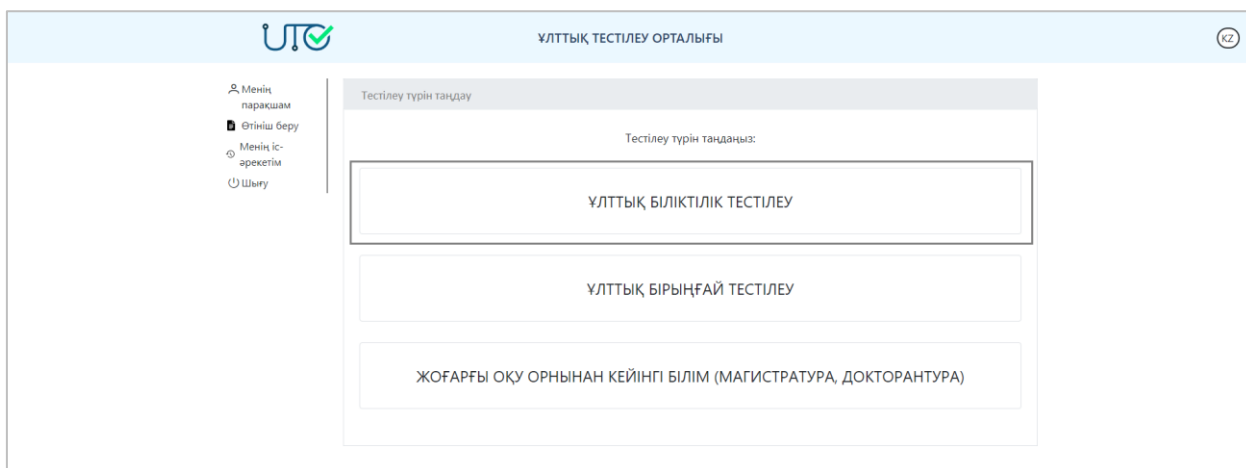 ҰЛТТЫҚ ТЕСТІЛЕУ ОРТАЛЫҒЫ
KZ
Менің
парақшам
Өтініш беру
Менің іс-
әрекетім
Шығу
Тестілеу түрін таңдау
Тестілеу түрін таңдаңыз:
ҰЛТТЫҚ БІЛІКТІЛІК ТЕСТІЛЕУ
ҰЛТТЫҚ БІРЫҢҒАЙ ТЕСТІЛЕУ
ЖОҒАРҒЫ ОҚУ ОРНЫНАН КЕЙІНГІ БІЛІМ (МАГИСТРАТУРА, ДОКТОРАНТУРА)